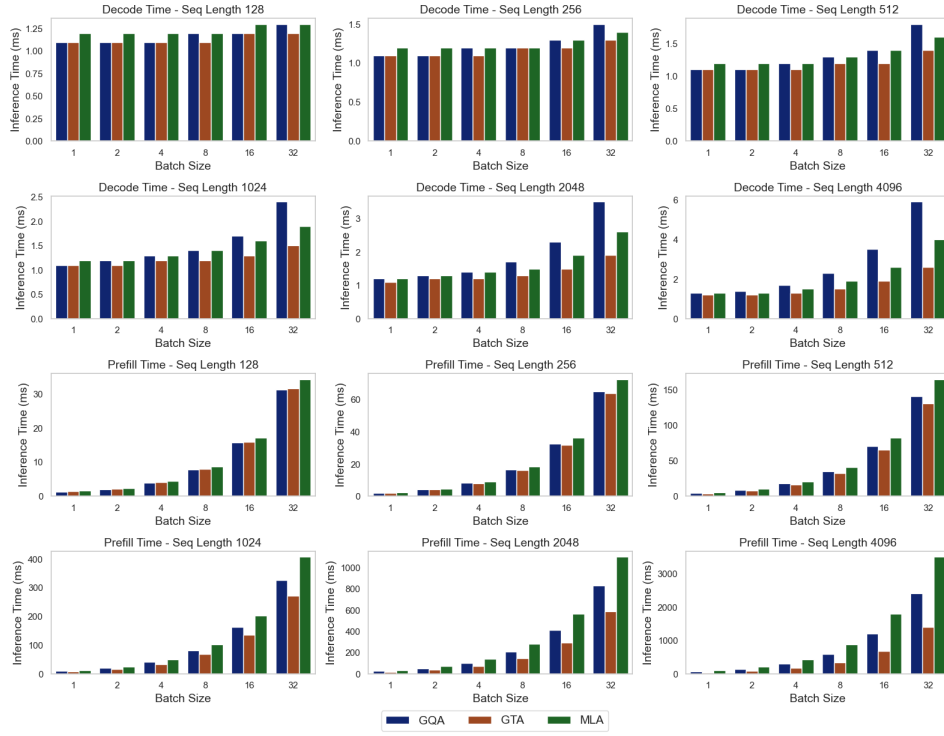 Decode Time - Seq Length 128
Inference Time (ms)
1.25
1.00
0.75
0.50
0.25
0.00
1 2 4 8 16 32
Batch Size
Decode Time - Seq Length 256
Inference Time (ms)
1.5
1.0
0.5
0.0
1 2 4 8 16 32
Batch Size
Decode Time - Seq Length 512
Inference Time (ms)
1.5
1.0
0.5
0.0
1 2 4 8 16 32
Batch Size
Decode Time - Seq Length 1024
Inference Time (ms)
2.5
2.0
1.5
1.0
0.5
0.0
1 2 4 8 16 32
Batch Size
Decode Time - Seq Length 2048
Inference Time (ms)
3
2
1
0
1 2 4 8 16 32
Batch Size
Decode Time - Seq Length 4096
Inference Time (ms)
6
4
2
0
1 2 4 8 16 32
Batch Size
Prefill Time - Seq Length 128
Inference Time (ms)
30
20
10
0
1 2 4 8 16 32
Batch Size
Prefill Time - Seq Length 256
Inference Time (ms)
60
40
20
0
1 2 4 8 16 32
Batch Size
Prefill Time - Seq Length 512
Inference Time (ms)
150
100
50
0
1 2 4 8 16 32
Batch Size
Prefill Time - Seq Length 1024
Inference Time (ms)
400
300
200
100
0
1 2 4 8 16 32
Batch Size
Prefill Time - Seq Length 2048
Inference Time (ms)
1000
800
600
400
200
0
1 2 4 8 16 32
Batch Size
Prefill Time - Seq Length 4096
Inference Time (ms)
3000
2000
1000
0
1 2 4 8 16 32
Batch Size
GQA GTA MLA